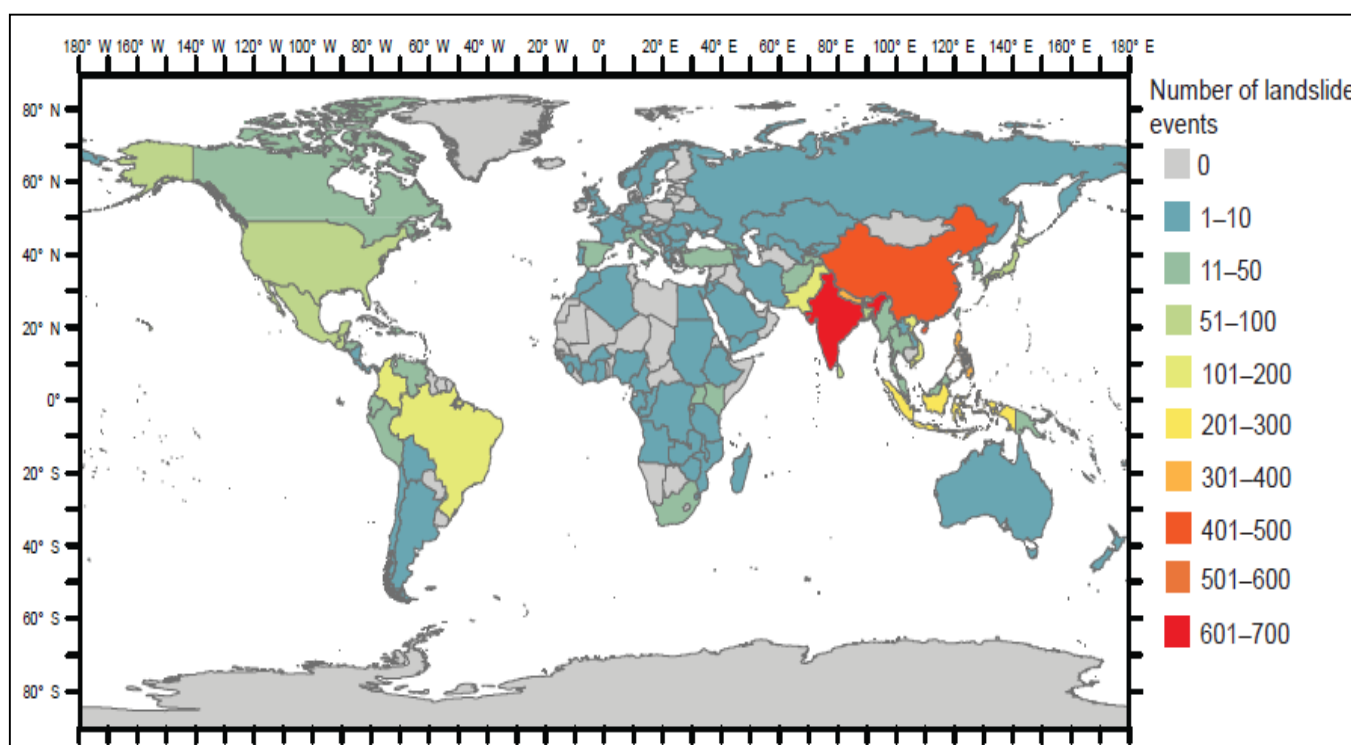 180° W 160° W 140° W 120° W 100° W 80° W 60° W 40° W 20° W 0° 20° E 40° E 60° E 80° E 100° E 120° E 140° E 160° E 180° E
Number of landslide
events
80° N
60° N
40° N
20° N
0°
20° S
40° S
60° S
80° S
0
1–10
11–50
51–100
101–200
201–300
301–400
401–500
501–600
601–700